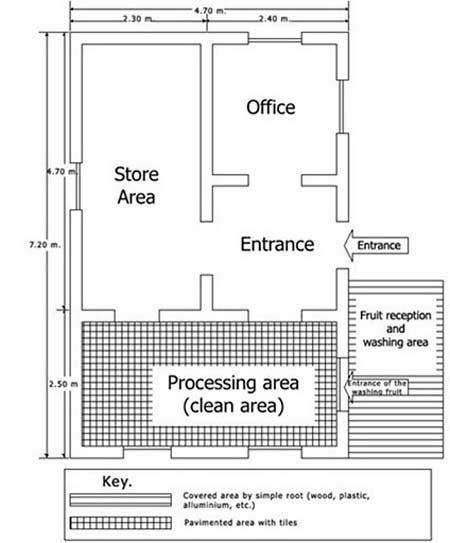 4.70 m.
2.30 m.
2.40 m.
Office
Store
Area
4.70 m.
7.20 m.
Entrance
Entrance
Fruit reception
and
washing area
Processing area
(clean area)
2.50 m.
Entrance of the
washing fruit
Key.
Covered area by simple root (wood, plastic,
alluminium, etc.)
Pavimented area with tiles